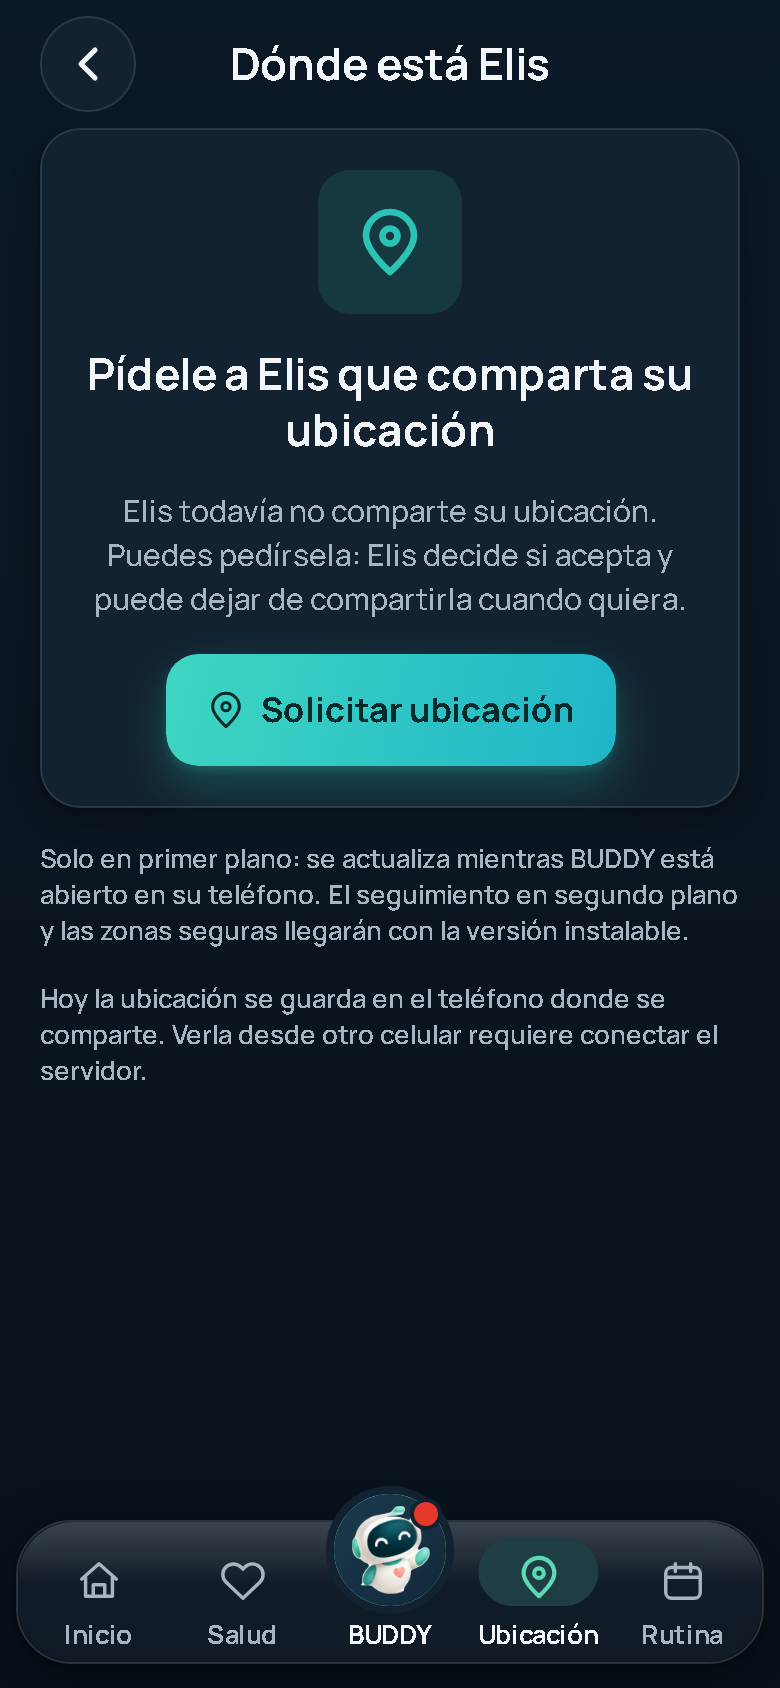 Dónde está Elis
Pídele a Elis que comparta su
ubicación
Elis todavía no comparte su ubicación.
Puedes pedírsela: Elis decide si acepta y
puede dejar de compartirla cuando quiera.
Solicitar ubicación
Solo en primer plano: se actualiza mientras BUDDY está
abierto en su teléfono. El seguimiento en segundo plano
y las zonas seguras llegarán con la versión instalable.
Hoy la ubicación se guarda en el teléfono donde se
comparte. Verla desde otro celular requiere conectar el
servidor.
Inicio
Salud
BUDDY
Ubicación
Rutina